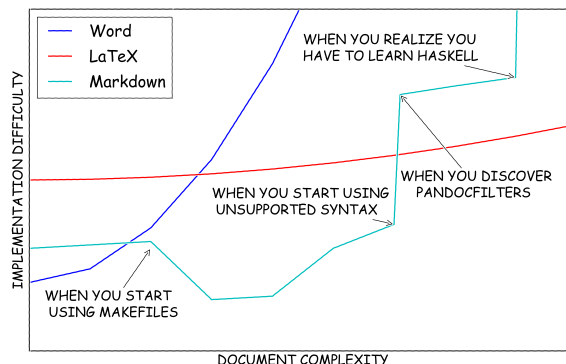 Word
LaTeX
Markdown
WHEN YOU REALIZE YOU
HAVE TO LEARN HASKELL
WHEN YOU DISCOVER
PANDOCFILTERS
WHEN YOU START USING
UNSUPPORTED SYNTAX
WHEN YOU START
USING MAKEFILES
IMPLEMENTATION DIFFICULTY
DOCUMENT COMPLEXITY